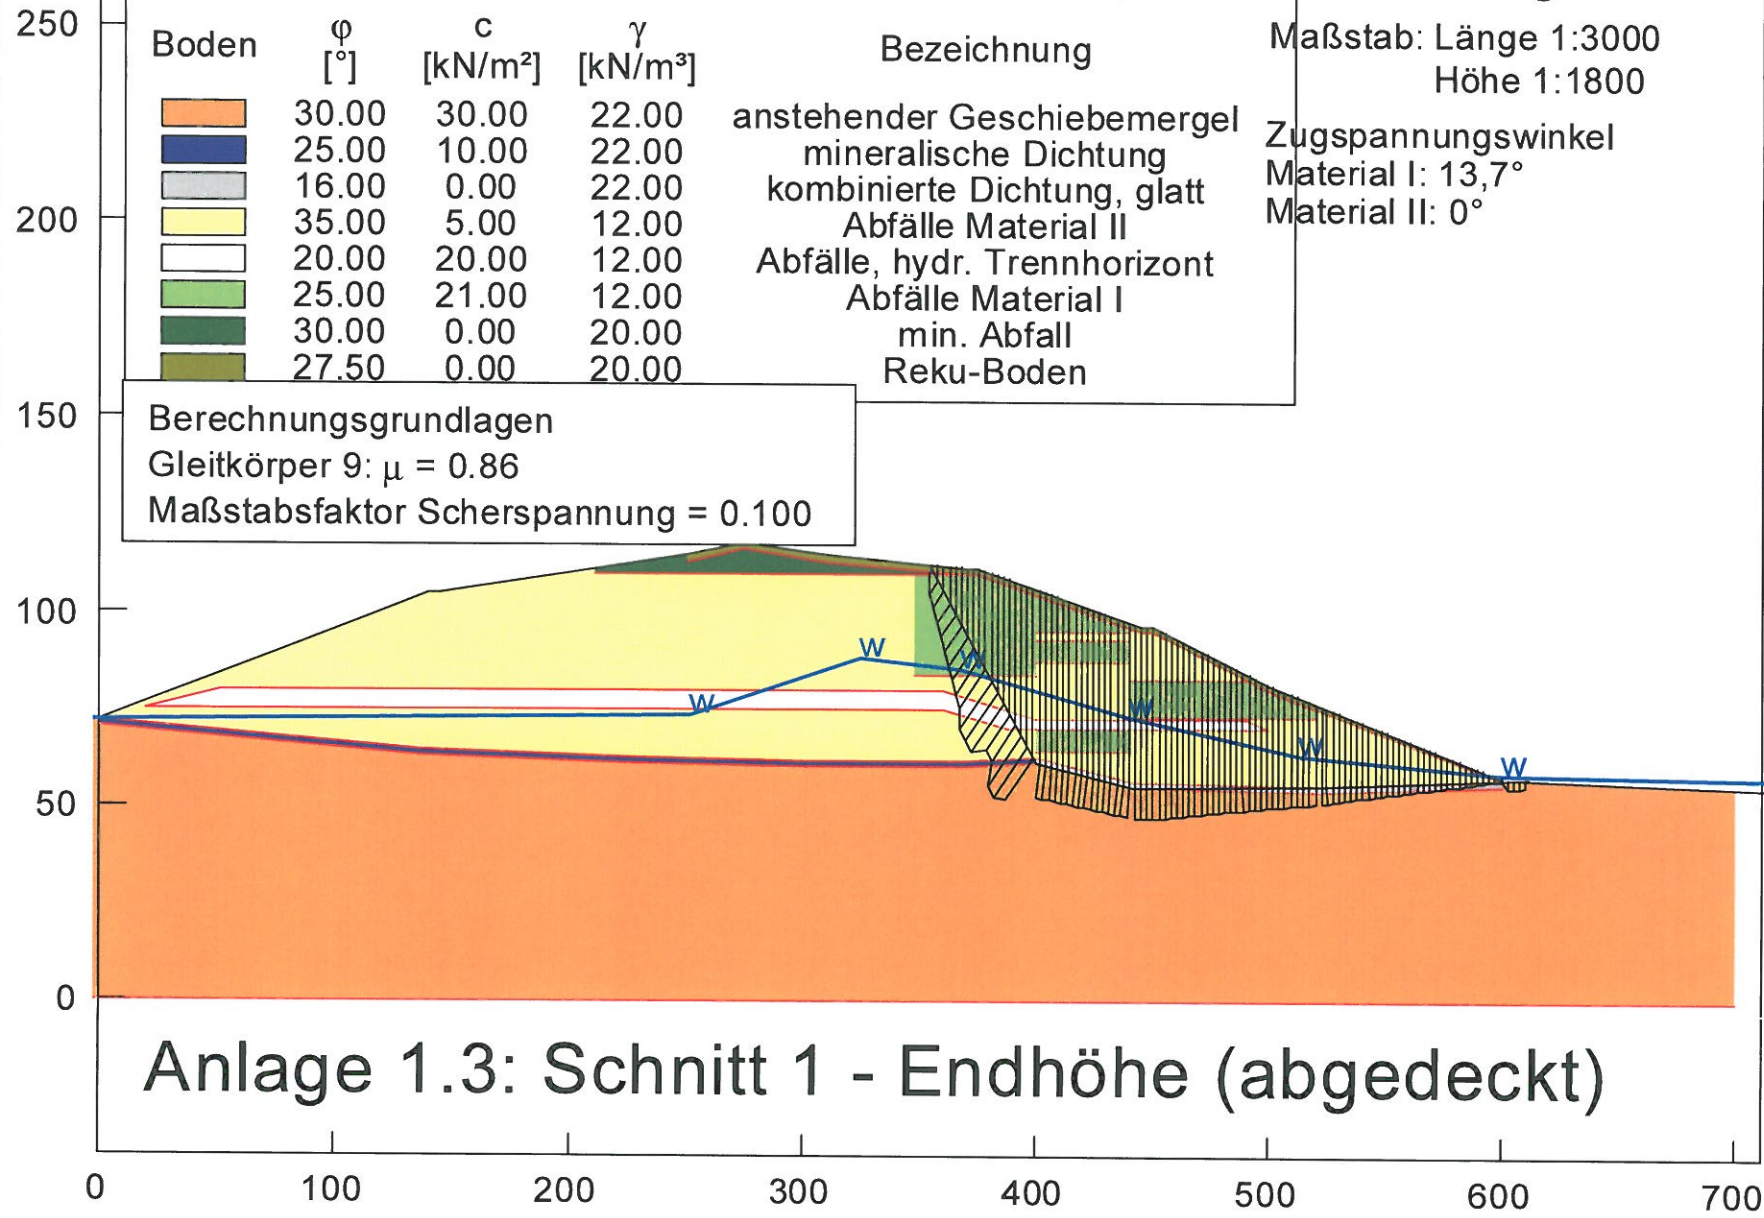 250
200
150
100
50
0
Boden φ c γ Bezeichnung
[°] [kN/m²] [kN/m³]
30.00 30.00 22.00 anstehender Geschiebemergel
25.00 10.00 22.00 mineralische Dichtung
16.00 0.00 22.00 kombinierte Dichtung, glatt
35.00 5.00 12.00 Abfälle Material II
20.00 20.00 12.00 Abfälle, hydr. Trennhorizont
25.00 21.00 12.00 Abfälle Material I
30.00 0.00 20.00 min. Abfall
27.50 0.00 20.00 Reku-Boden
Maßstab: Länge 1:3000
Höhe 1:1800
Zugspannungswinkel
Material I: 13,7°
Material II: 0°
Berechnungsgrundlagen
Gleitkörper 9: μ = 0.86
Maßstabsfaktor Scherspannung = 0.100
W
W
W
W
W
W
Anlage 1.3: Schnitt 1 - Endhöhe (abgedeckt)
0 100 200 300 400 500 600 700